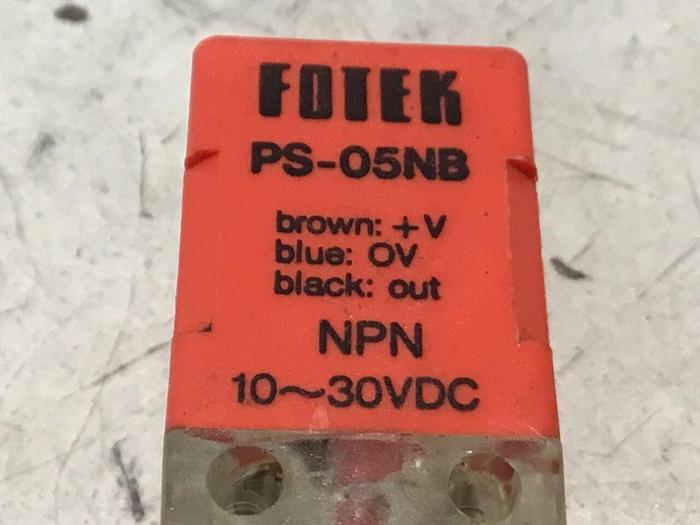 FOTEK
PS-05NB
brown: +V
blue: OV
black: out
NPN
10~30VDC